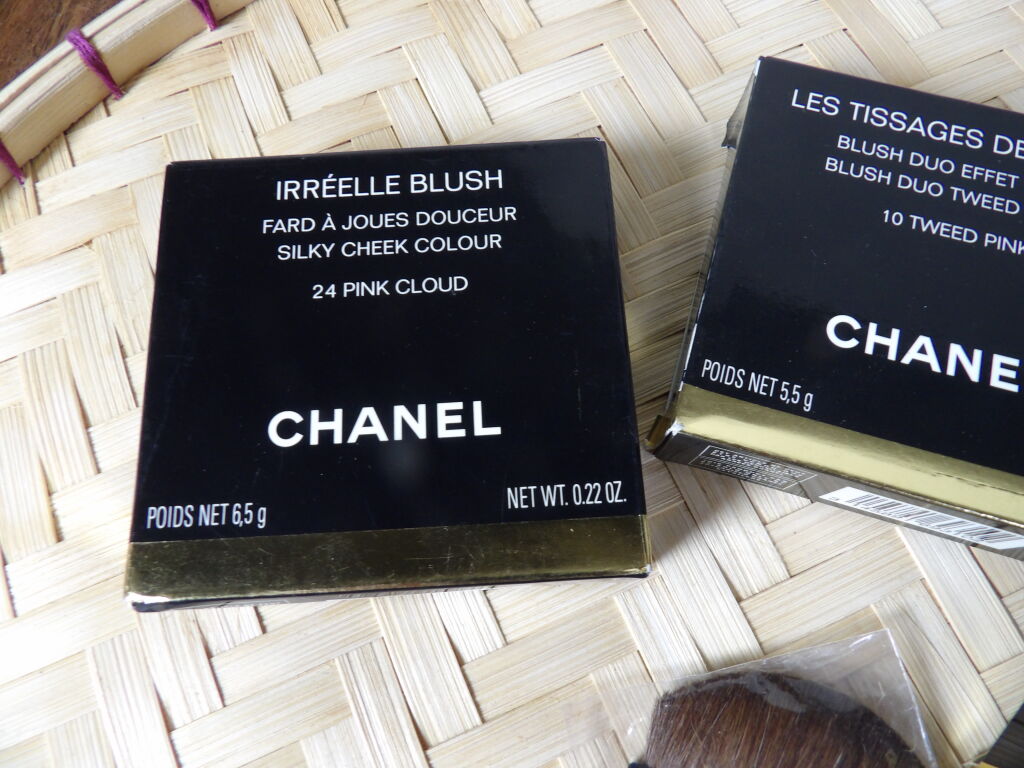 IRRÉELLE BLUSH
FARD À JOUES DOUCEUR
SILKY CHEEK COLOUR
24 PINK CLOUD
CHANEL
POIDS NET 6,5 g
NET WT. 0.22 OZ.
LES TISSAGES DE
BLUSH DUO EFFET
BLUSH DUO TWEED
10 TWEED PINK
CHANE
POIDS NET 5,5 g